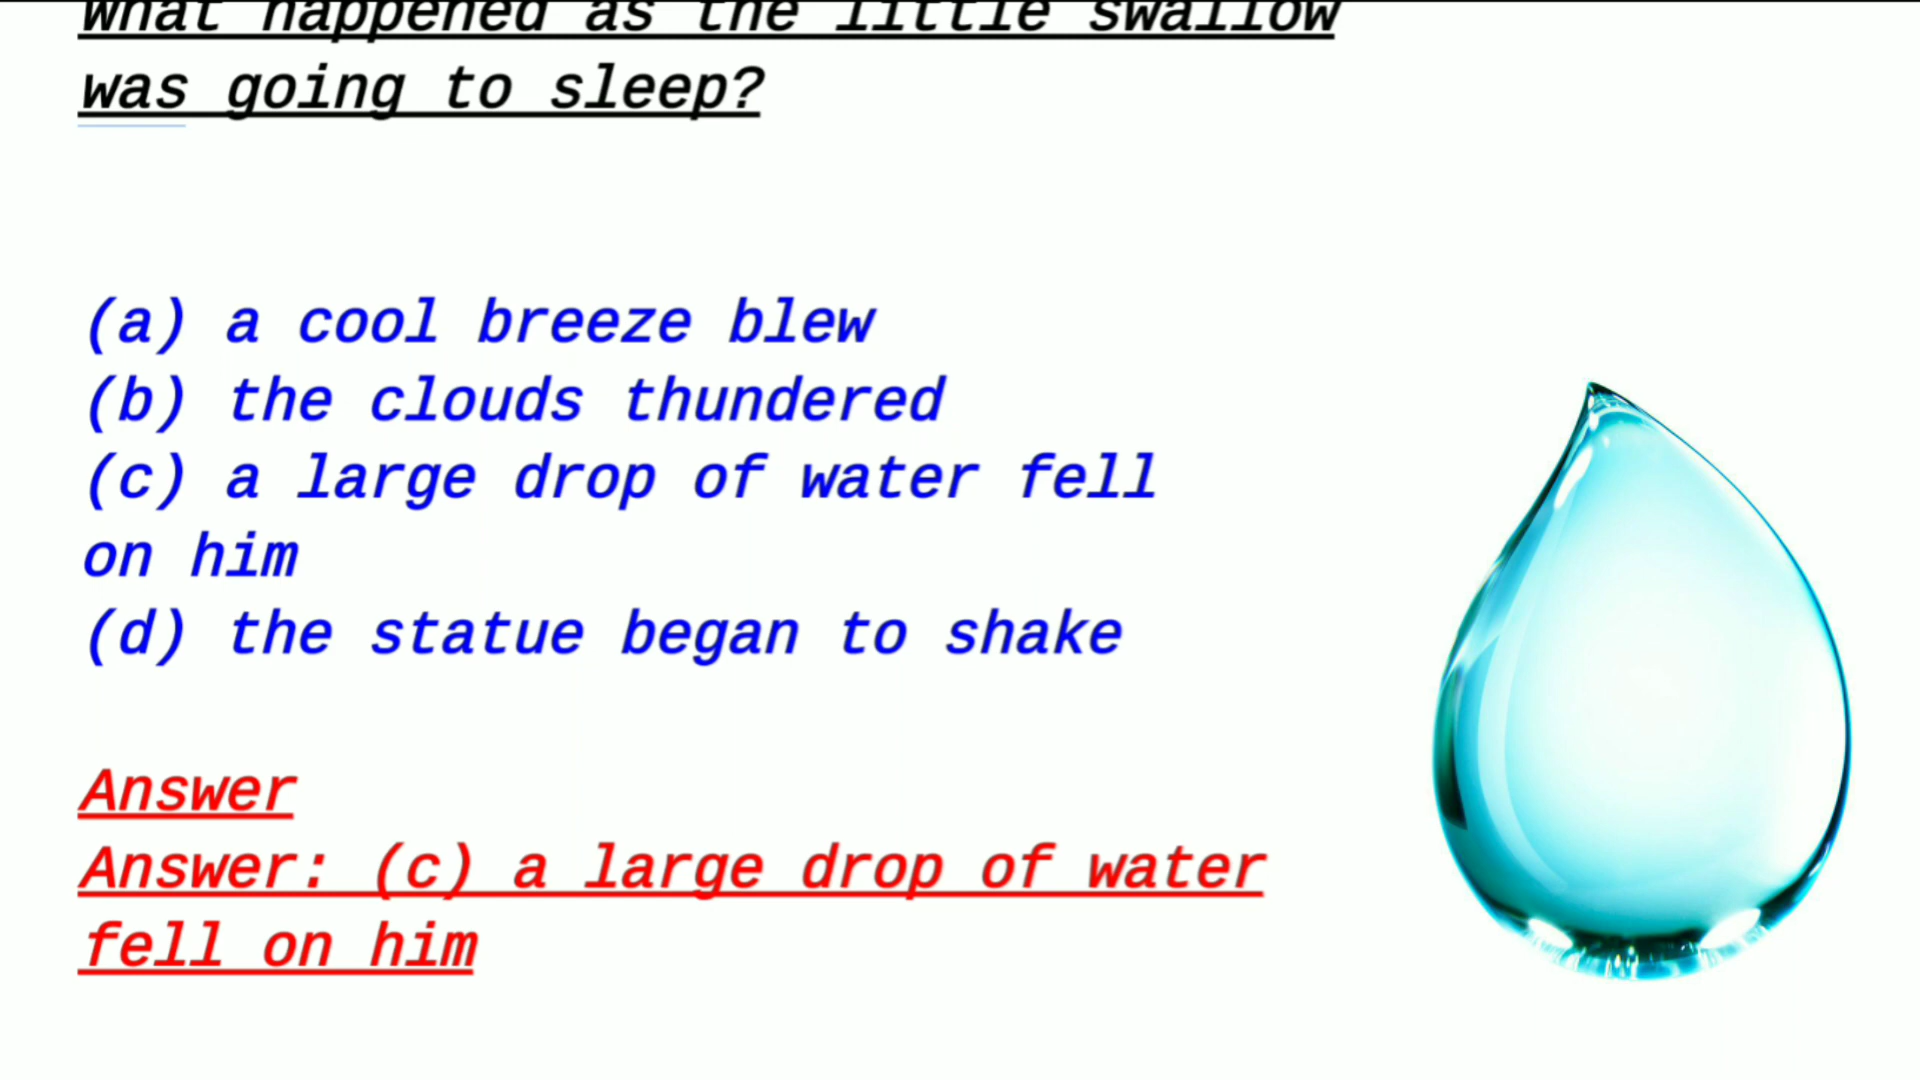 what happened as the little swallow
was going to sleep?
(a) a cool breeze blew
(b) the clouds thundered
(c) a large drop of water fell
on him
(d) the statue began to shake
Answer
Answer: (c) a large drop of water
fell on him